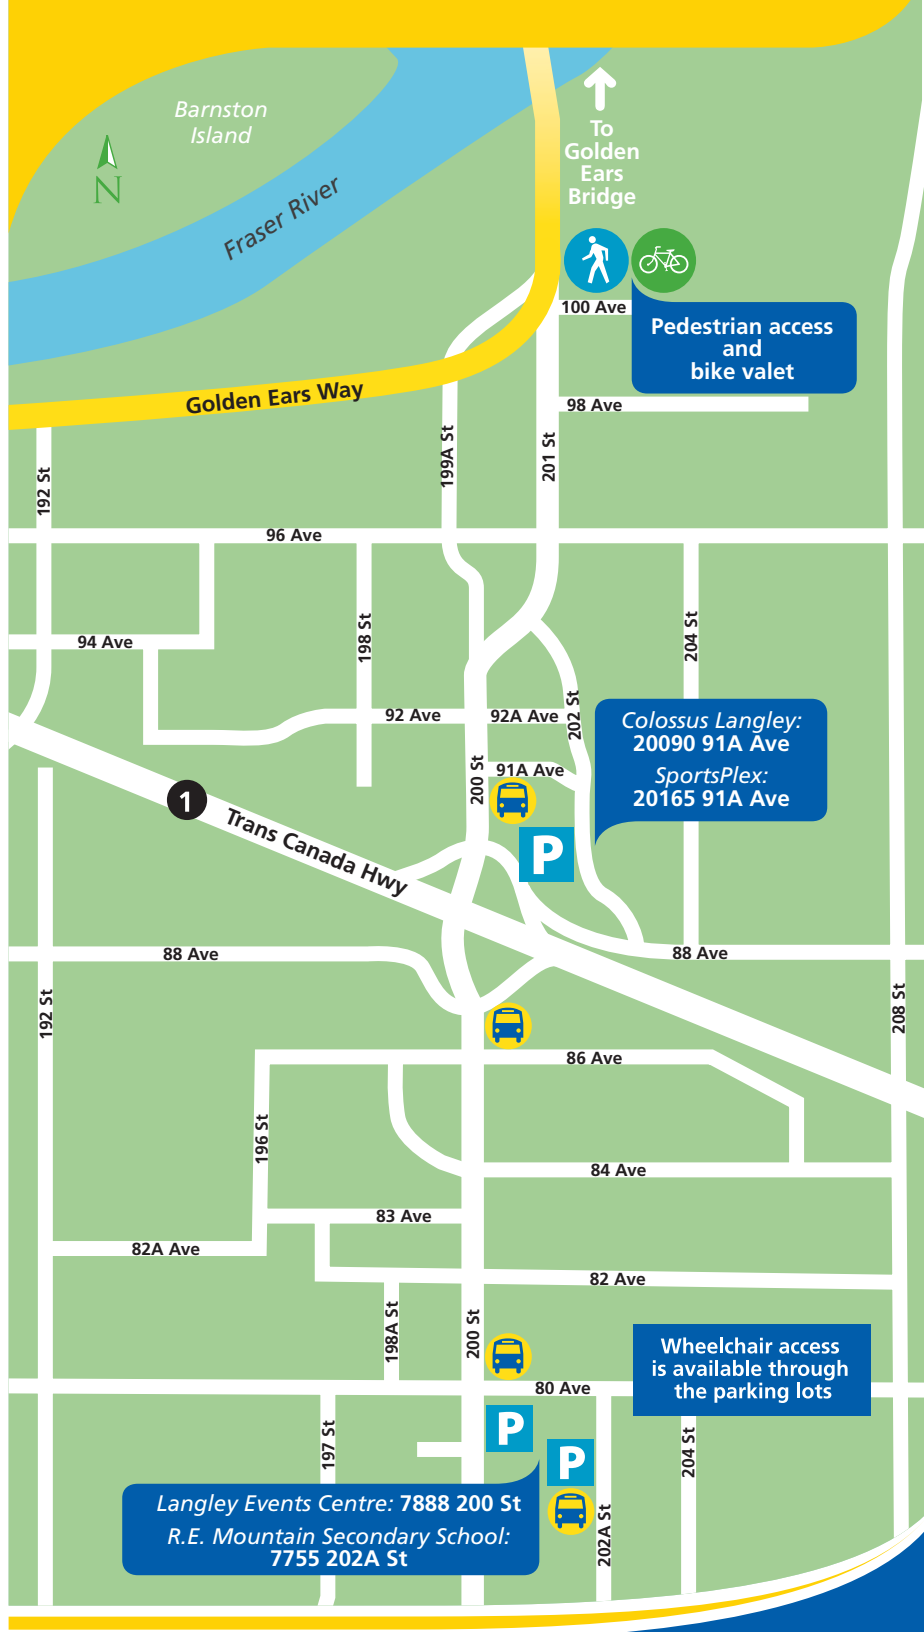 Barnston
Island
N
Fraser River
To
Golden
Ears
Bridge
100 Ave
Pedestrian access
and
bike valet
Golden Ears Way
98 Ave
192 St
199A St
201 St
96 Ave
94 Ave
198 St
204 St
92 Ave
92A Ave
202 St
Colossus Langley:
20090 91A Ave
SportsPlex:
20165 91A Ave
200 St
91A Ave
1
Trans Canada Hwy
P
88 Ave
88 Ave
192 St
208 St
86 Ave
196 St
84 Ave
83 Ave
82A Ave
82 Ave
198A St
200 St
Wheelchair access
is available through
the parking lots
80 Ave
P
197 St
P
204 St
Langley Events Centre: 7888 200 St
R.E. Mountain Secondary School:
7755 202A St
202A St